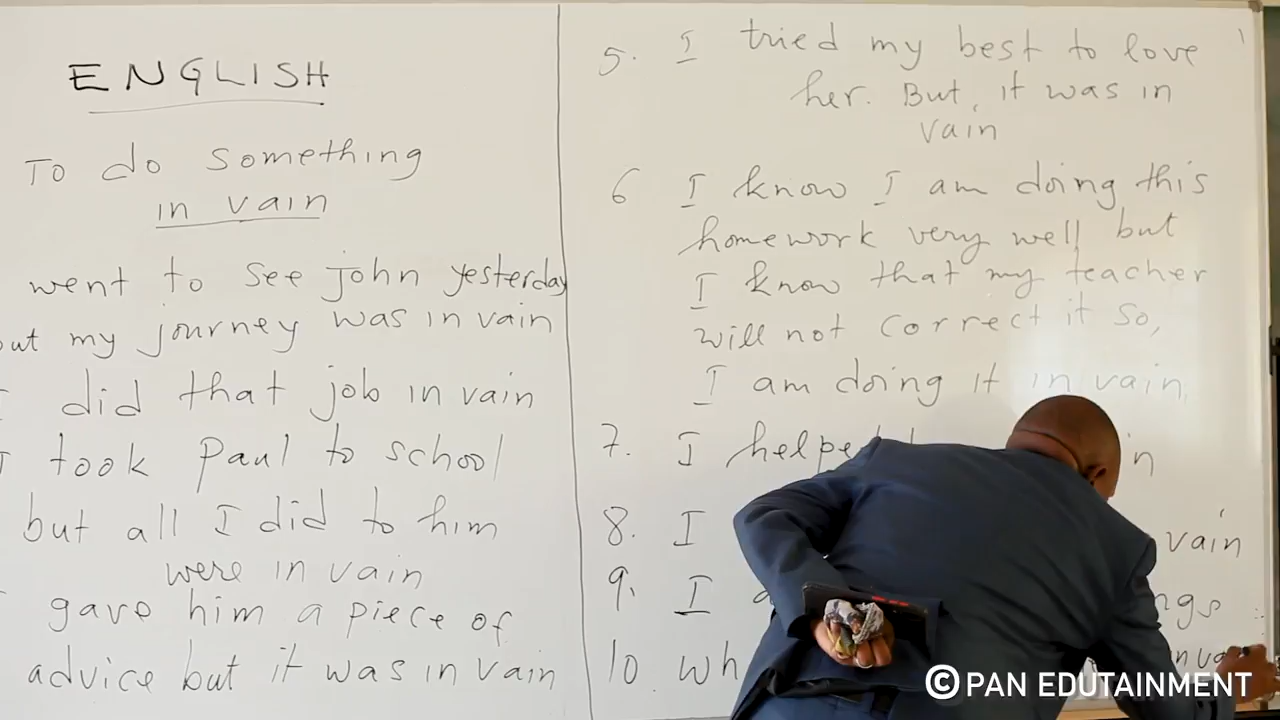 ENGLISH
To do something
in vain
went to see john yesterday
but my journey was in vain
I did that job in vain
I took Paul to school
but all I did to him
were in vain
gave him a piece of
advice but it was in vain
5. I tried my best to love
her. But, it was in
vain
6 I know I am doing this
homework very well but
I know that my teacher
will not correct it so,
I am doing it in vain.
7. I
8. I vain
9. I
10. 
© PAN EDUTAINMENT